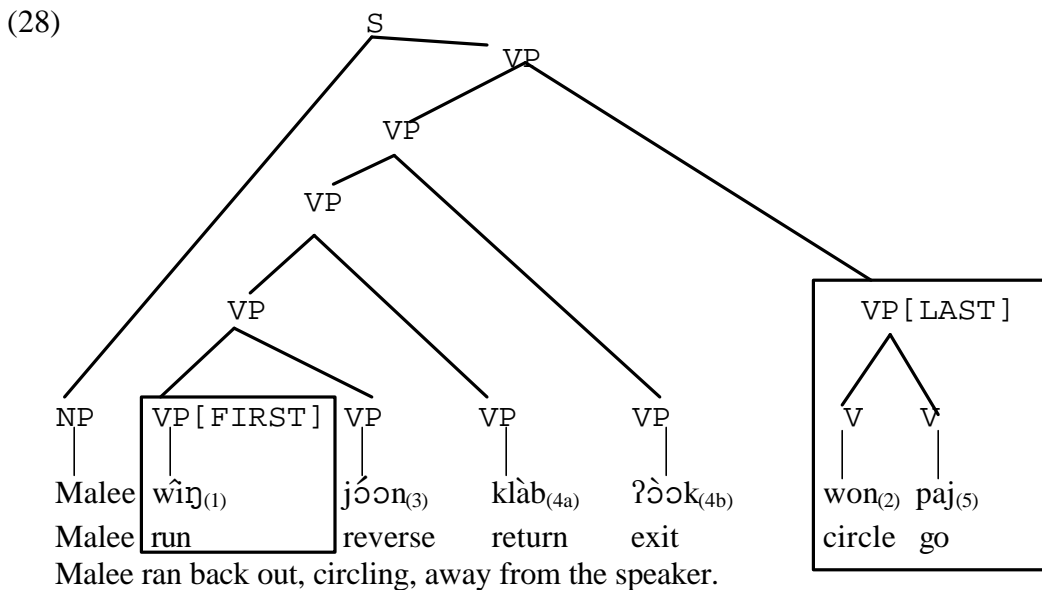 (28)
S
VP
VP
VP
VP
VP[LAST]
NP VP[FIRST] VP VP VP V V
Malee wîŋ(1) jɔ́ɔn(3) klàb(4a) ʔɔ̀ɔk(4b) won(2) paj(5)
Malee run reverse return exit circle go
Malee ran back out, circling, away from the speaker.